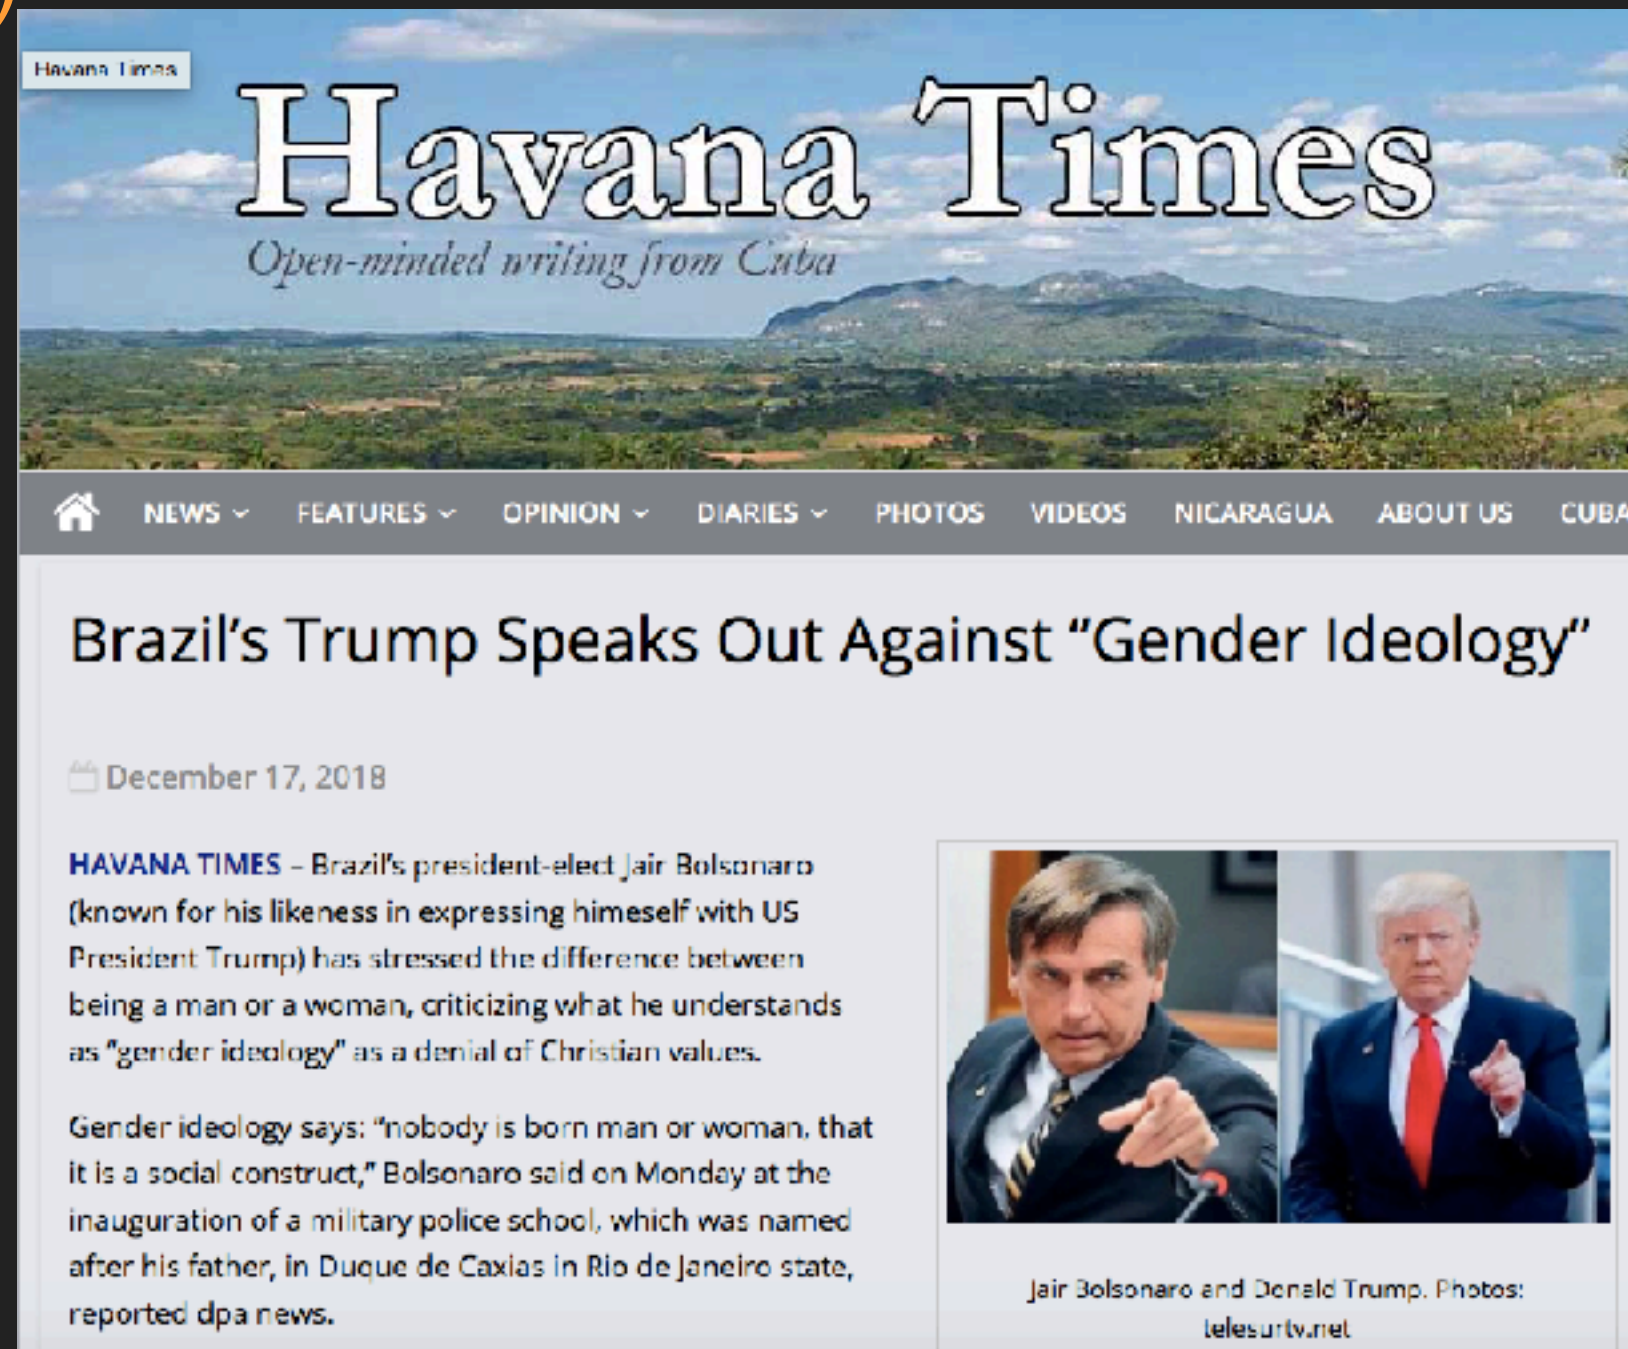 Havana Times
Havana Times
Open-minded writing from Cuba
NEWS FEATURES OPINION DIARIES PHOTOS VIDEOS NICARAGUA ABOUT US CUBA
Brazil's Trump Speaks Out Against “Gender Ideology”
December 17, 2018
HAVANA TIMES – Brazil's president-elect Jair Bolsonaro
(known for his likeness in expressing himeself with US
President Trump) has stressed the difference between
being a man or a woman, criticizing what he understands
as “gender ideology” as a denial of Christian values.
Gender ideology says: “nobody is born man or woman, that
it is a social construct,” Bolsonaro said on Monday at the
inauguration of a military police school, which was named
after his father, in Duque de Caxias in Rio de Janeiro state,
reported dpa news.
Jair Bolsonaro and Donald Trump. Photos:
telesurtv.net